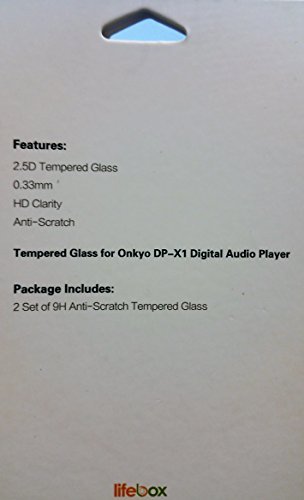 Features:
2.5D Tempered Glass
0.33mm
HD Clarity
Anti-Scratch
Tempered Glass for Onkyo DP-X1 Digital Audio Player
Package Includes:
2 Set of 9H Anti-Scratch Tempered Glass
lifebox